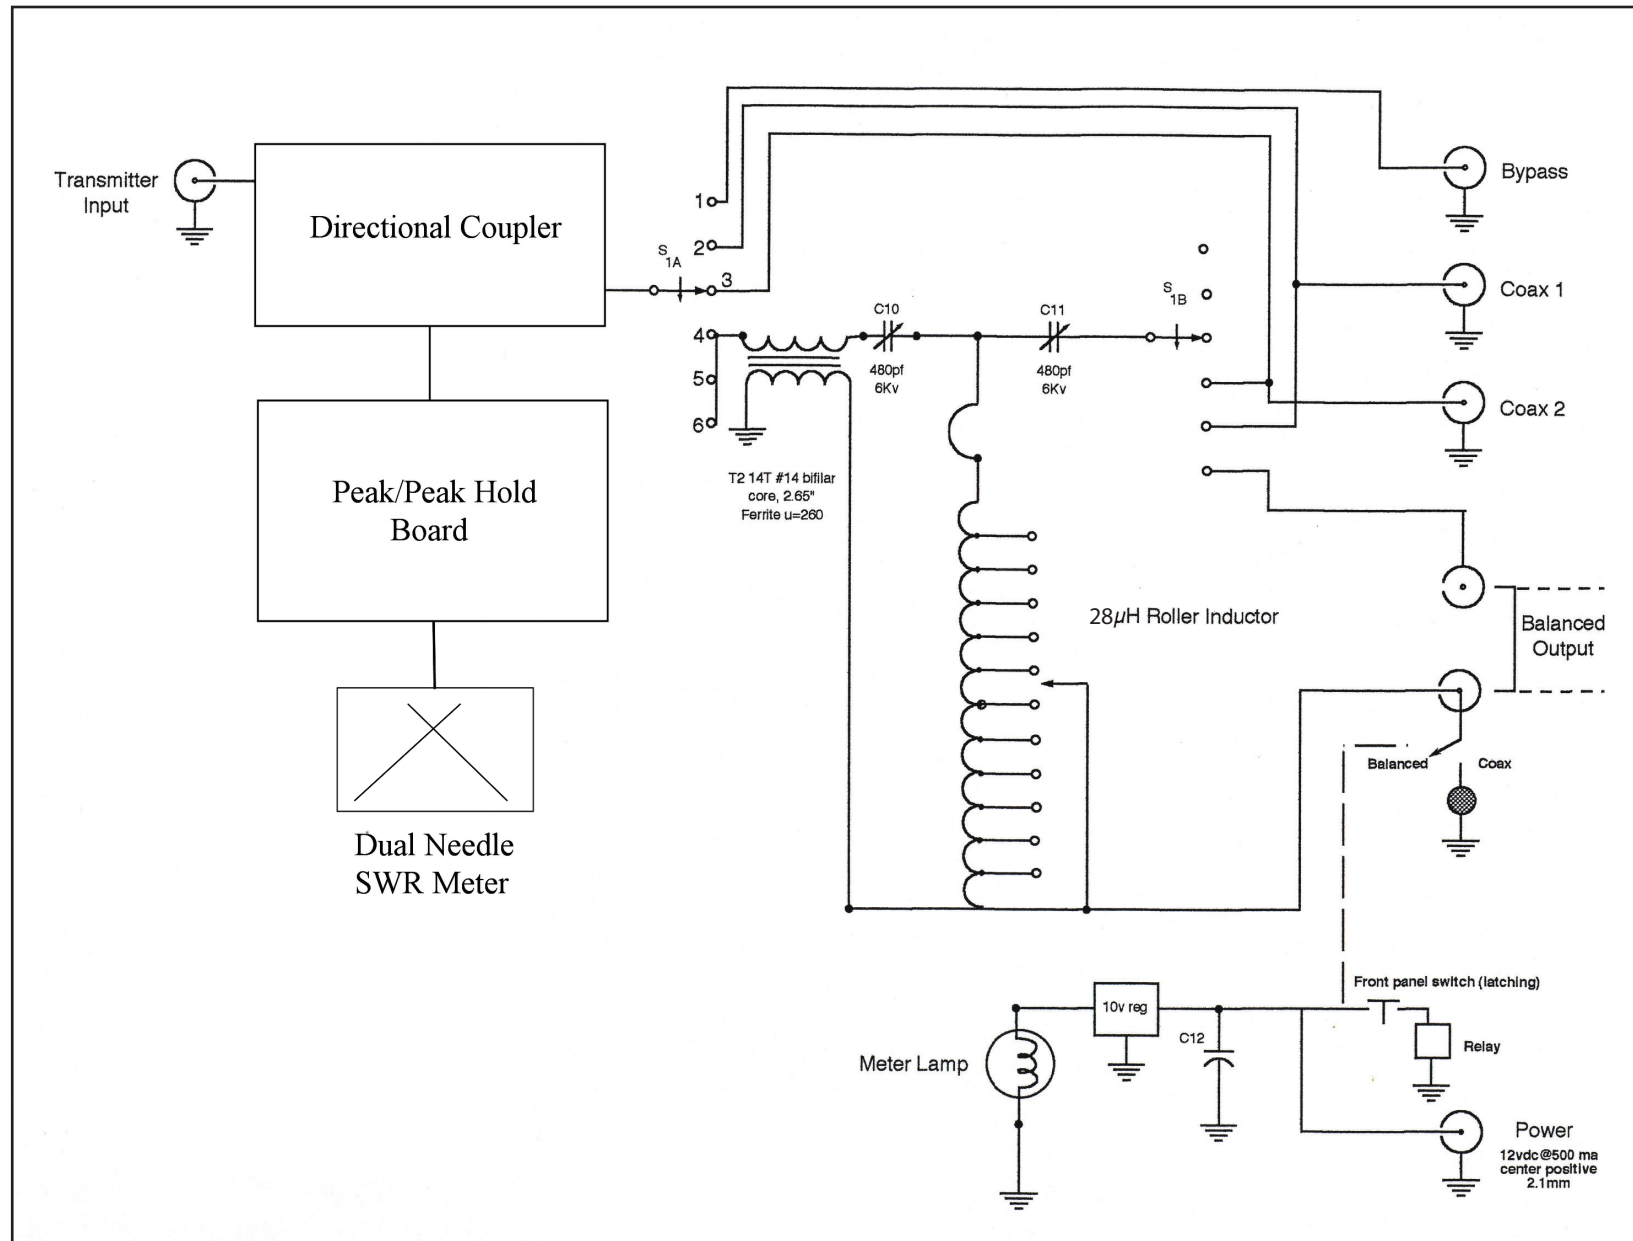 Transmitter
Input
Directional Coupler
Peak/Peak Hold
Board
Dual Needle
SWR Meter
S
1A
1
2
3
4
5
6
C10
480pf
6Kv
C11
480pf
6Kv
S
1B
T2 14T #14 bifilar
core, 2.65"
Ferrite u=260
28µH Roller Inductor
Bypass
Coax 1
Coax 2
Balanced
Output
Balanced
Coax
Front panel switch (latching)
10v reg
C12
Relay
Meter Lamp
Power
12vdc@500 ma
center positive
2.1mm